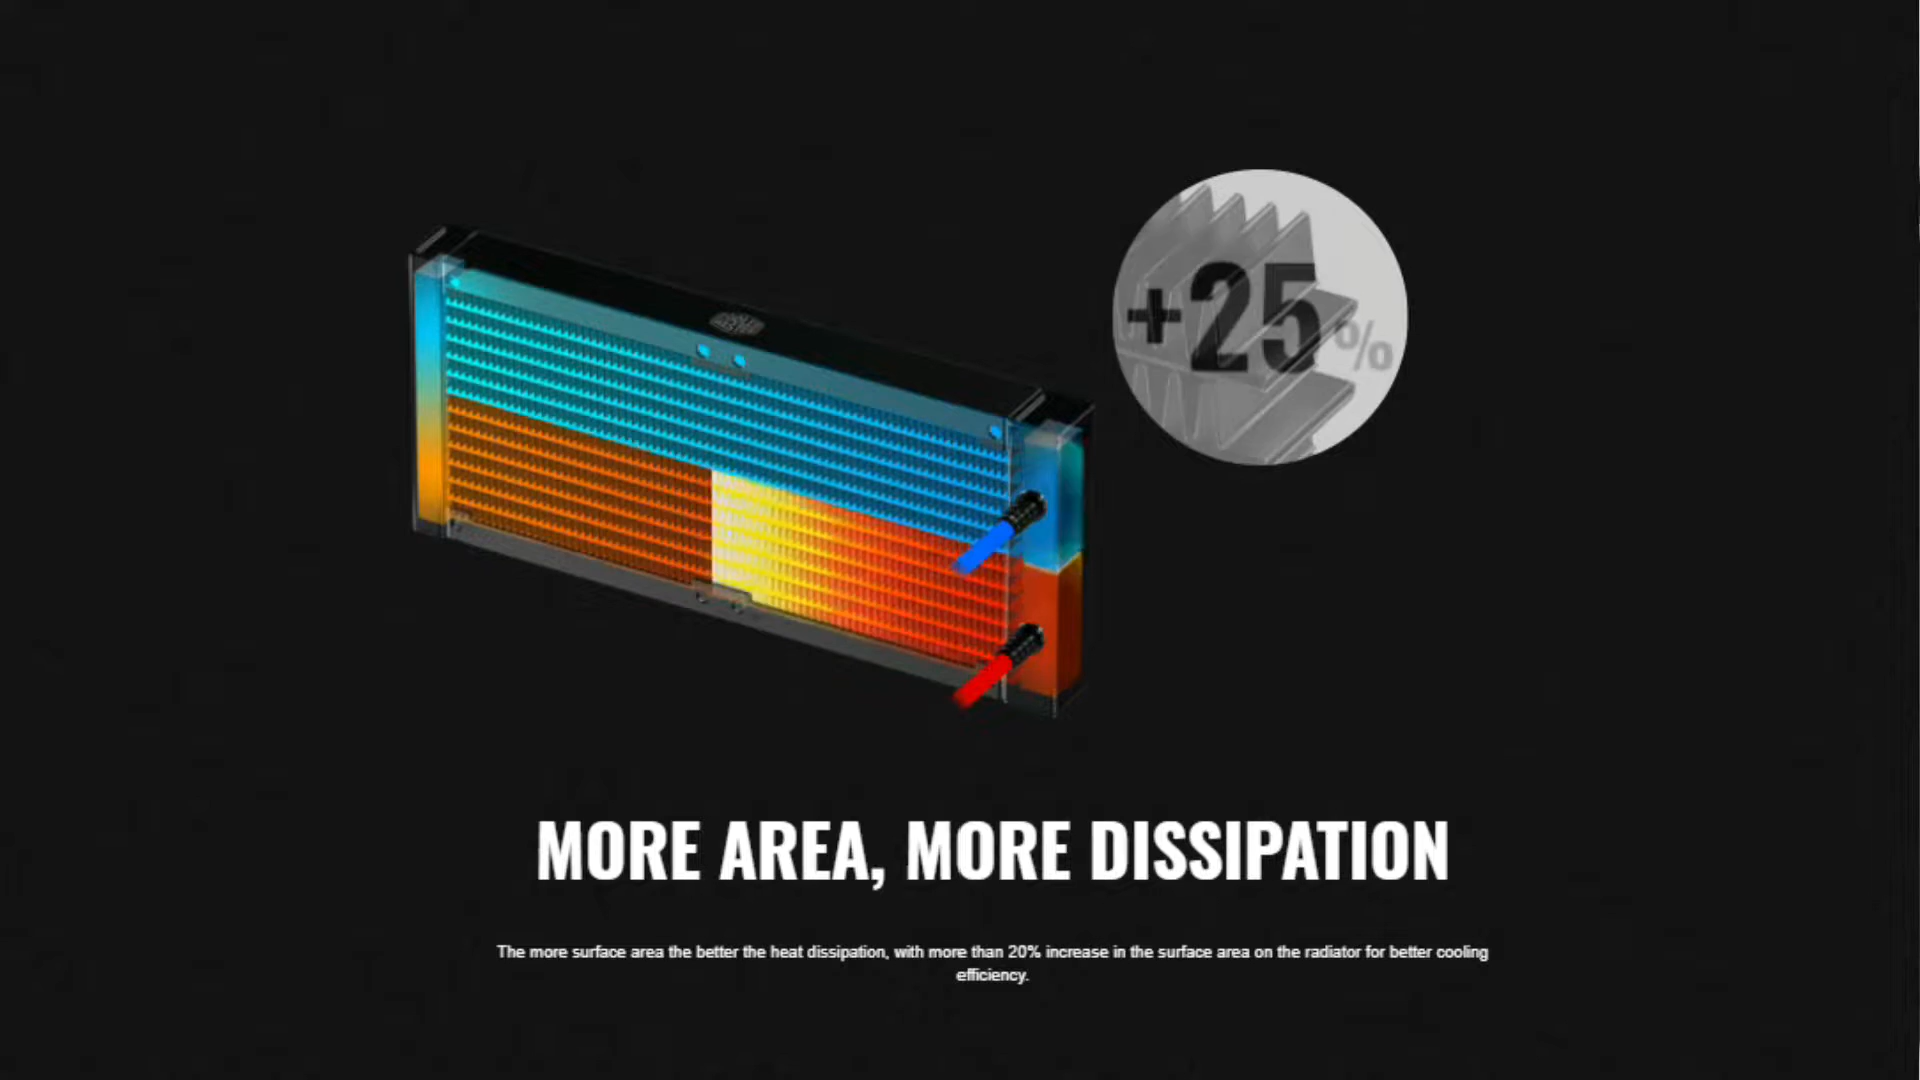 +25%
MORE AREA, MORE DISSIPATION
The more surface area the better the heat dissipation, with more than 20% increase in the surface area on the radiator for better cooling
efficiency.